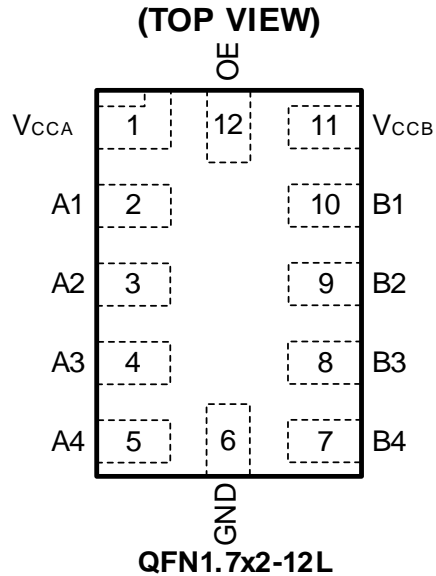 (TOP VIEW)
OE
VCCA 1 12 11 VCCB
A1 2 10 B1
A2 3 9 B2
A3 4 8 B3
A4 5 6 7 B4
GND
QFN1.7x2-12L